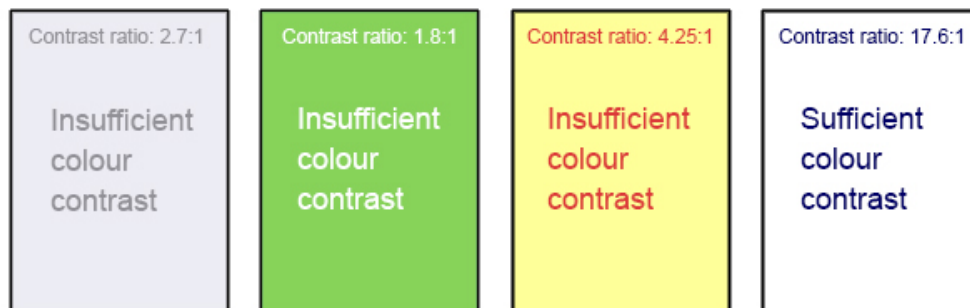 Contrast ratio: 2.7:1
Insufficient
colour
contrast
Contrast ratio: 1.8:1
Insufficient
colour
contrast
Contrast ratio: 4.25:1
Insufficient
colour
contrast
Contrast ratio: 17.6:1
Sufficient
colour
contrast